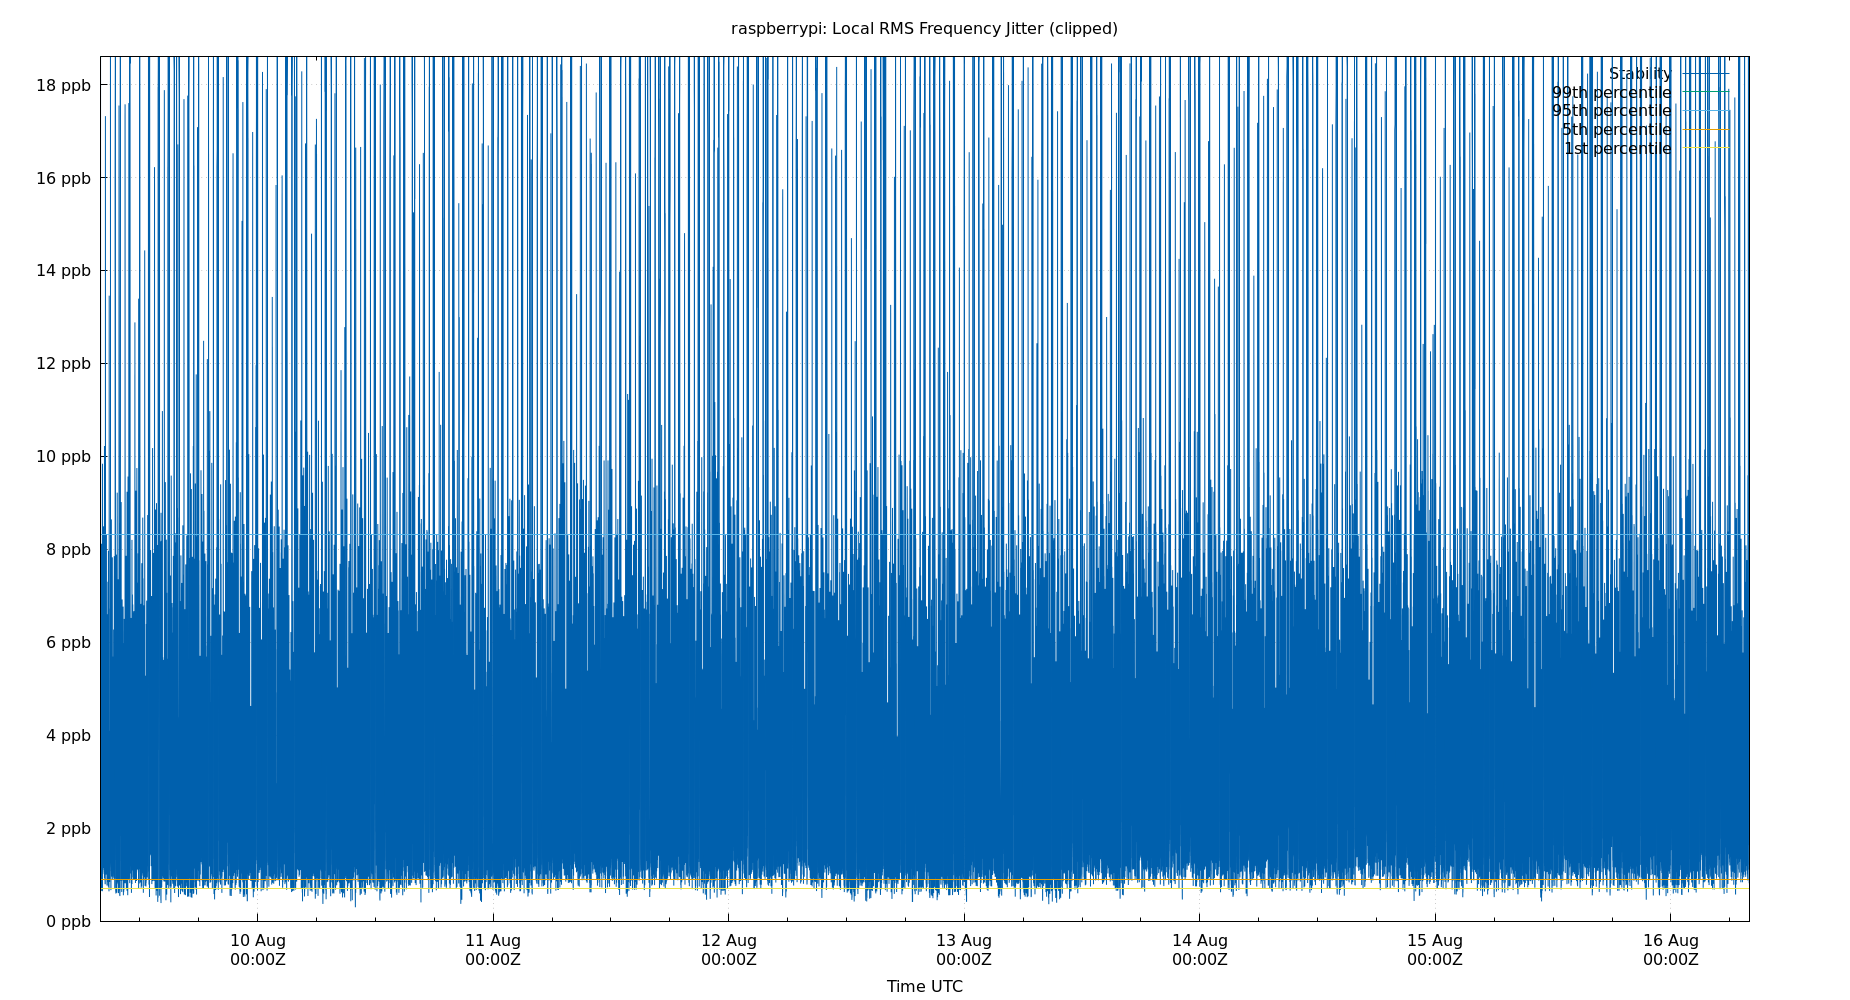 raspberrypi: Local RMS Frequency Jitter (clipped)
18 ppb
16 ppb
14 ppb
12 ppb
10 ppb
8 ppb
6 ppb
4 ppb
2 ppb
0 ppb
Stability
99th percentile
95th percentile
5th percentile
1st percentile
10 Aug 11 Aug 12 Aug 13 Aug 14 Aug 15 Aug 16 Aug
00:00Z 00:00Z 00:00Z 00:00Z 00:00Z 00:00Z 00:00Z
Time UTC